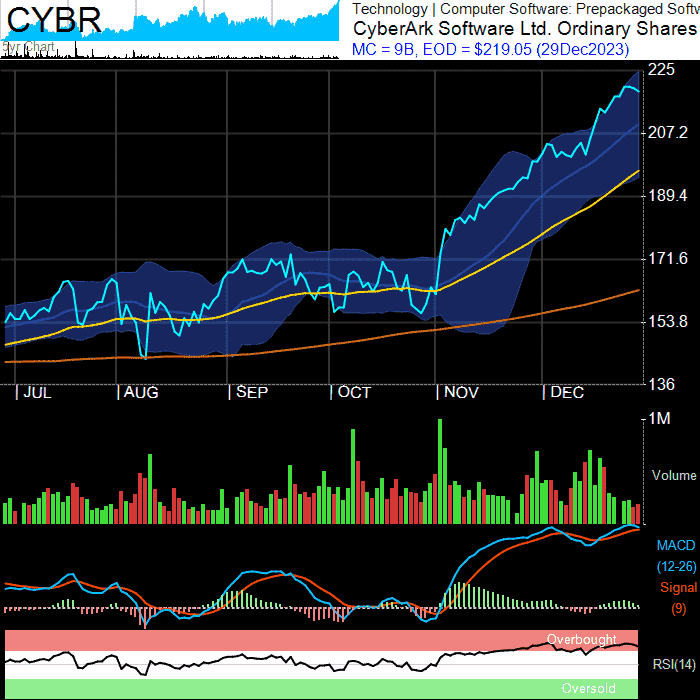 CYBR
5yr Chart
Technology | Computer Software: Prepackaged Softw
CyberArk Software Ltd. Ordinary Shares
MC = 9B, EOD = $219.05 (29Dec2023)
225
207.2
189.4
171.6
153.8
136
JUL AUG SEP OCT NOV DEC
1M
Volume
MACD
(12-26)
Signal
(9)
Overbought
RSI(14)
Oversold